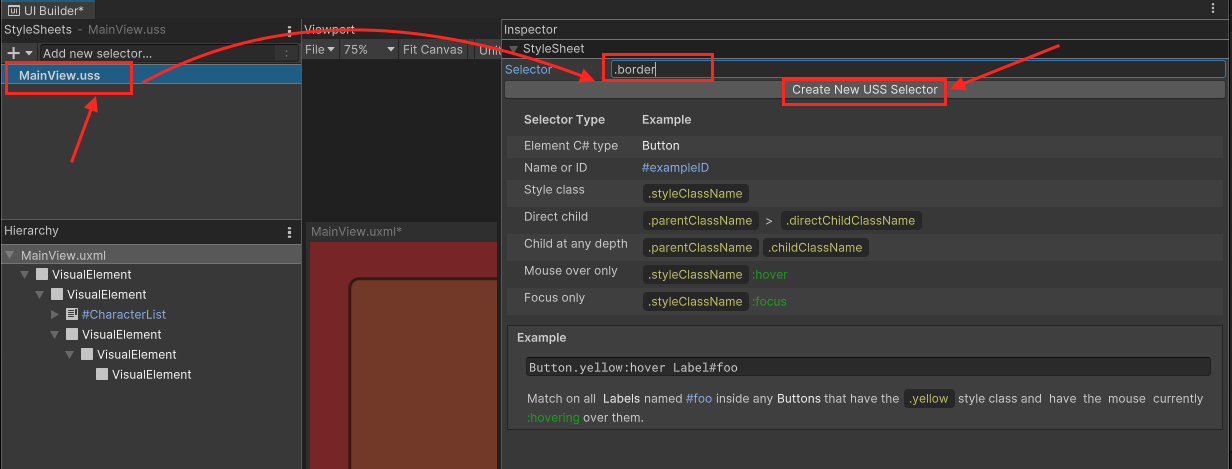 UI Builder*
StyleSheets - MainView.uss
Add new selector...
MainView.uss
Hierarchy
MainView.uxml
VisualElement
VisualElement
#CharacterList
VisualElement
VisualElement
VisualElement
Viewport
File 75% Fit Canvas Unit
MainView.uxml*
Inspector
StyleSheet
Selector .border
Create New USS Selector
Selector Type Example
Element C# type Button
Name or ID #exampleID
Style class .styleClassName
Direct child .parentClassName > .directChildClassName
Child at any depth .parentClassName .childClassName
Mouse over only .styleClassName :hover
Focus only .styleClassName :focus
Example
Button.yellow:hover Label#foo
Match on all Labels named #foo inside any Buttons that have the .yellow style class and have the mouse currently
:hovering over them.